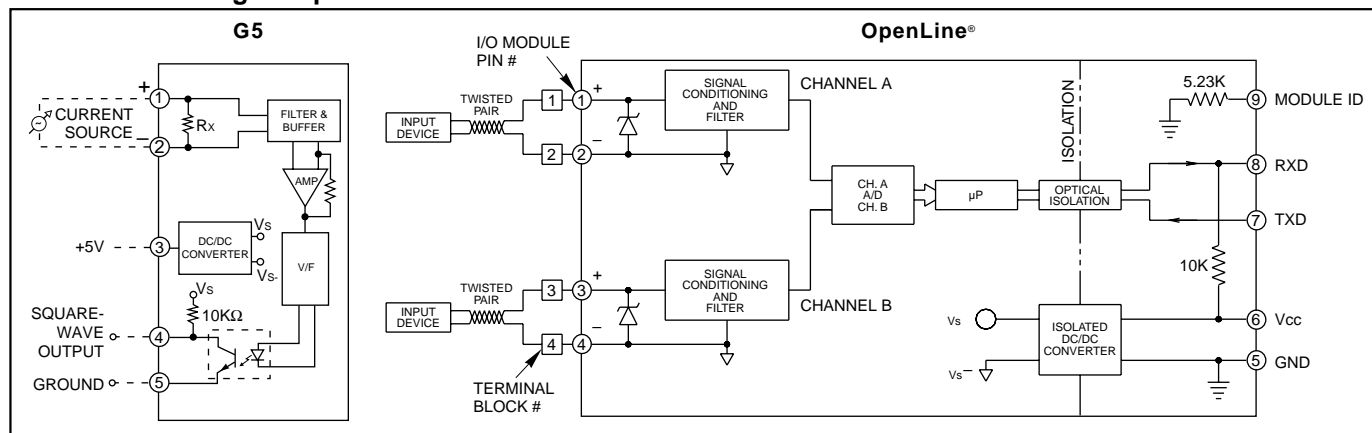 G5
+
1
CURRENT
SOURCE
RX
−
2
FILTER &
BUFFER
AMP
+5V
3
DC/DC
CONVERTER
VS
VS-
V/F
VS
10KΩ
SQUARE-
WAVE
OUTPUT
4
GROUND
5
OpenLine®
I/O MODULE
PIN #
INPUT
DEVICE
TWISTED
PAIR
1
1
+
2
2
−
SIGNAL
CONDITIONING
AND
FILTER
CHANNEL A
INPUT
DEVICE
TWISTED
PAIR
3
3
+
4
4
−
SIGNAL
CONDITIONING
AND
FILTER
CHANNEL B
TERMINAL
BLOCK #
CH. A
A/D
CH. B
µP
ISOLATION
OPTICAL
ISOLATION
5.23K
9
MODULE ID
8
RXD
7
TXD
10K
Vs
Vs−
ISOLATED
DC/DC
CONVERTER
6
Vcc
5
GND